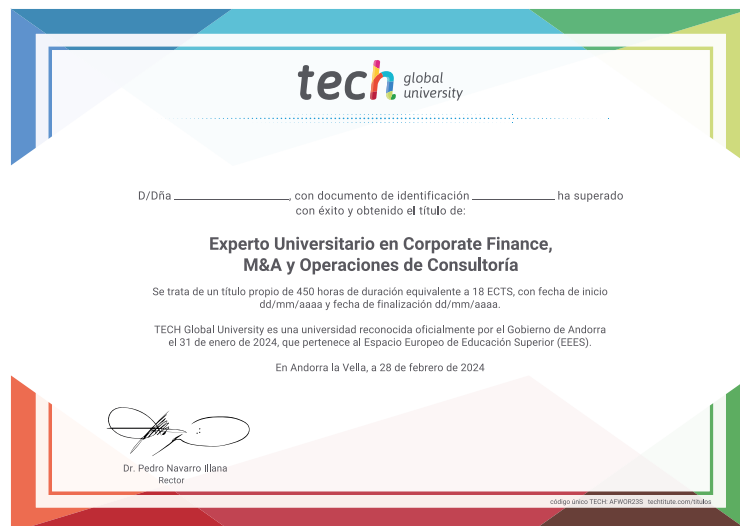 tech global university
D/Dña ____________________, con documento de identificación ______________ ha superado
con éxito y obtenido el título de:
Experto Universitario en Corporate Finance,
M&A y Operaciones de Consultoría
Se trata de un título propio de 450 horas de duración equivalente a 18 ECTS, con fecha de inicio
dd/mm/aaaa y fecha de finalización dd/mm/aaaa.
TECH Global University es una universidad reconocida oficialmente por el Gobierno de Andorra
el 31 de enero de 2024, que pertenece al Espacio Europeo de Educación Superior (EEES).
En Andorra la Vella, a 28 de febrero de 2024
Dr. Pedro Navarro Illana
Rector
código único TECH: AFWOR23S techtitute.com/titulos